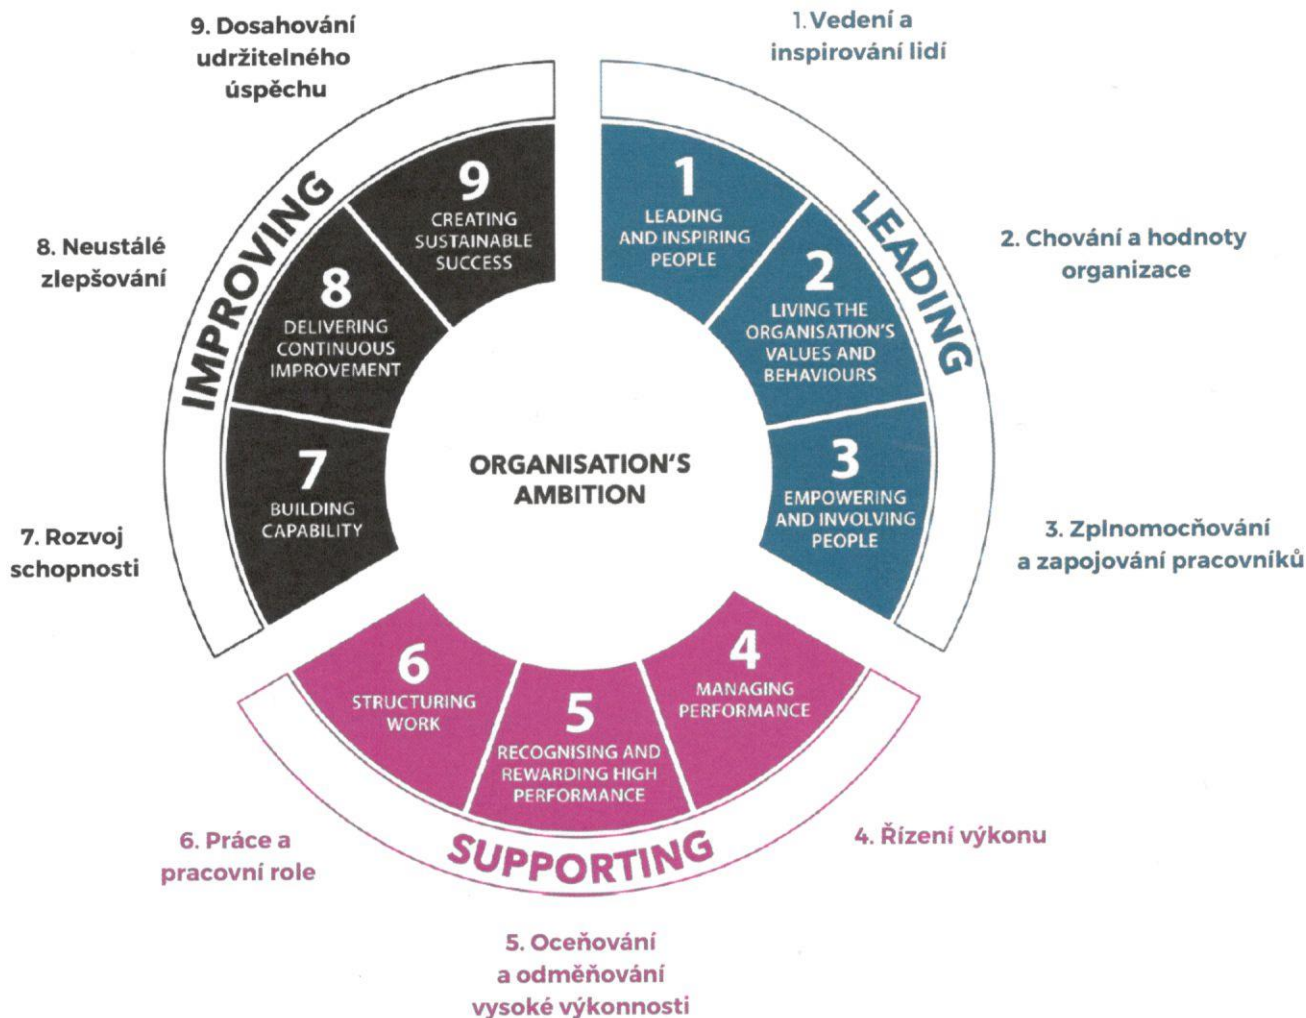 9. Dosahování
udržitelného
úspěchu
1. Vedení a
inspirování lidí
2. Chování a hodnoty
organizace
3. Zplnomocňování
a zapojování pracovníků
4. Řízení výkonu
5. Oceňování
a odměňování
vysoké výkonnosti
6. Práce a
pracovní role
7. Rozvoj
schopnosti
8. Neustálé
zlepšování
LEADING
1
LEADING
AND INSPIRING
PEOPLE
2
LIVING THE
ORGANISATION'S
VALUES AND
BEHAVIOURS
3
EMPOWERING
AND INVOLVING
PEOPLE
SUPPORTING
4
MANAGING
PERFORMANCE
5
RECOGNISING AND
REWARDING HIGH
PERFORMANCE
6
STRUCTURING
WORK
IMPROVING
7
BUILDING
CAPABILITY
8
DELIVERING
CONTINUOUS
IMPROVEMENT
9
CREATING
SUSTAINABLE
SUCCESS
ORGANISATION'S
AMBITION